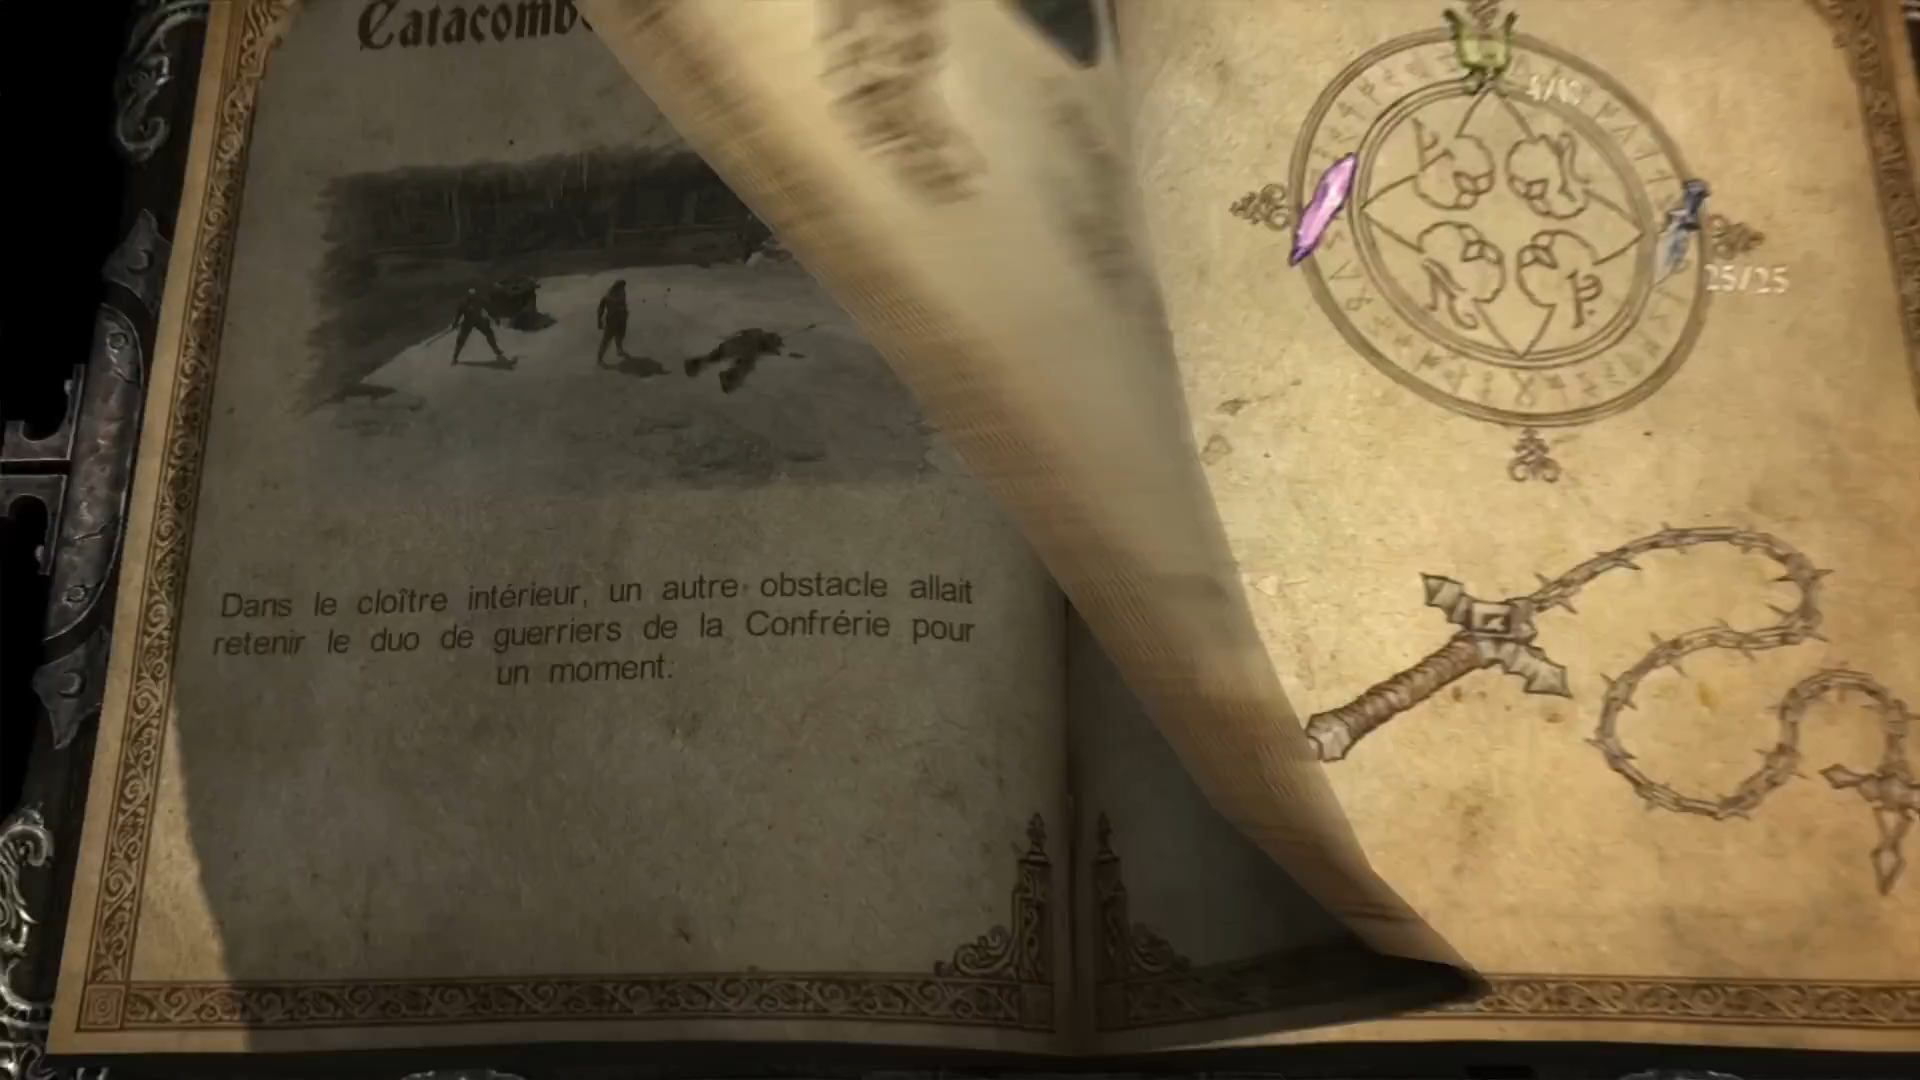 Dans le cloître intérieur, un autre obstacle allait
retenir le duo de guerriers de la Confrérie pour
un moment.
25/25